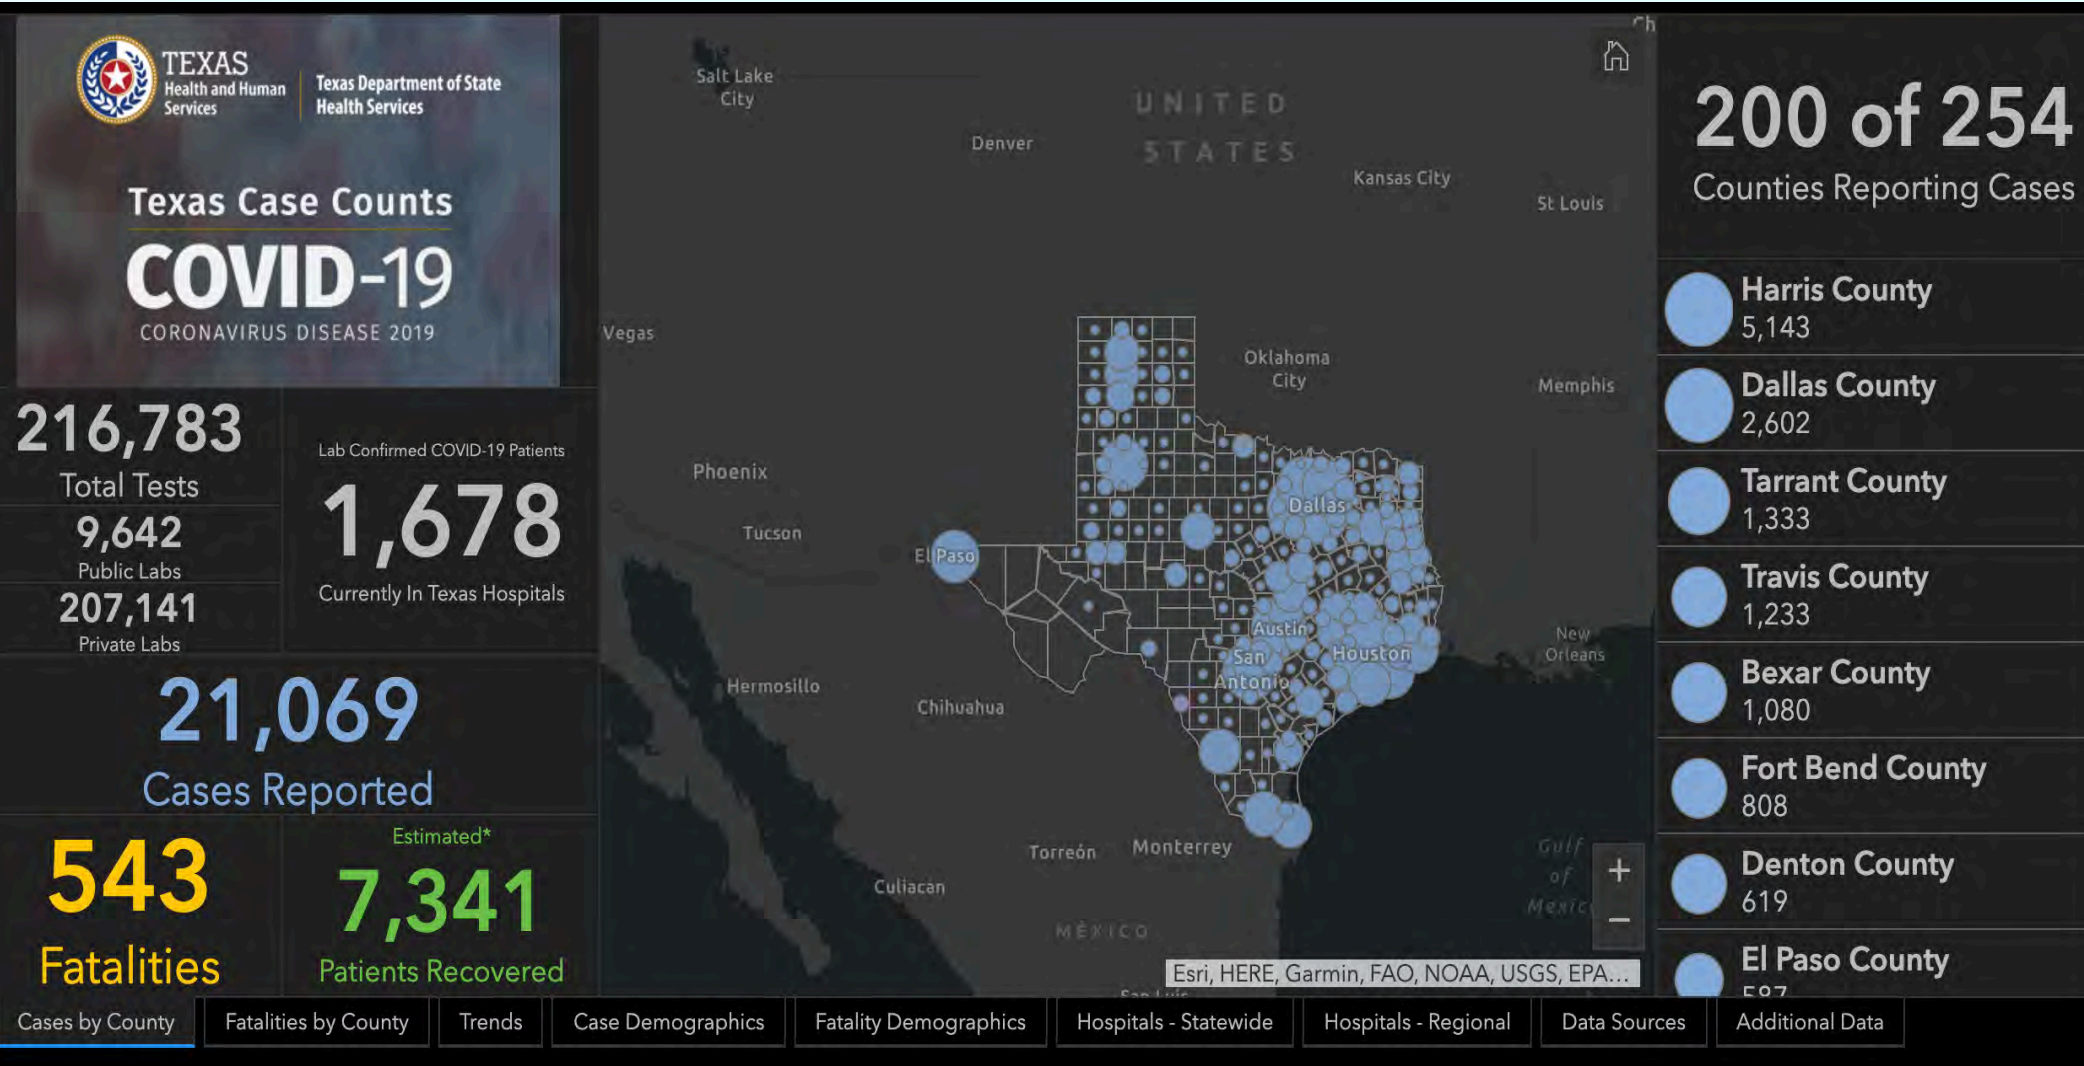 TEXAS
Health and Human
Services
Texas Department of State
Health Services
Texas Case Counts
COVID-19
CORONAVIRUS DISEASE 2019
216,783
Total Tests
9,642
Public Labs
207,141
Private Labs
Lab Confirmed COVID-19 Patients
1,678
Currently In Texas Hospitals
21,069
Cases Reported
543
Fatalities
Estimated*
7,341
Patients Recovered
Ch
Salt Lake
City
UNITED
STATES
Denver
Kansas City
St Louis
Vegas
Oklahoma
City
Memphis
Phoenix
Dallas
Tucson
El Paso
Austin
New
Orleans
San
Antonio
Houston
Hermosillo
Chihuahua
Torreón
Monterrey
Gulf
of
Mexico
Culiacán
MÉXICO
+
−
Esri, HERE, Garmin, FAO, NOAA, USGS, EPA...
San Luis
200 of 254
Counties Reporting Cases
Harris County
5,143
Dallas County
2,602
Tarrant County
1,333
Travis County
1,233
Bexar County
1,080
Fort Bend County
808
Denton County
619
El Paso County
587
Cases by County
Fatalities by County
Trends
Case Demographics
Fatality Demographics
Hospitals - Statewide
Hospitals - Regional
Data Sources
Additional Data